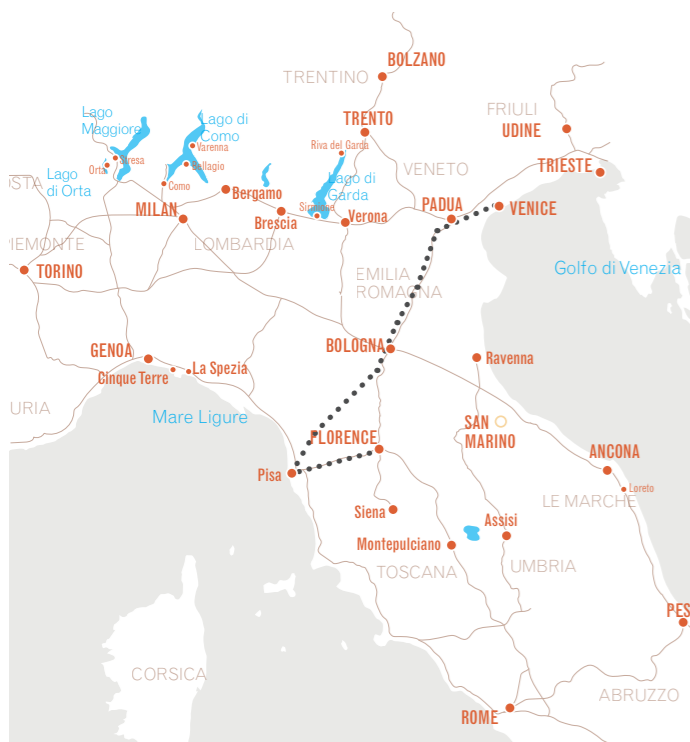 BOLZANO
TRENTINO
Lago
Maggiore
Lago di
Como
FRIULI
UDINE
TRENTO
Varenna
Riva del Garda
Stresa
Orta
Bellagio
VENETO
TRIESTE
Lago
di Orta
Como
Lago di
Garda
OSTA
Bergamo
MILAN
Brescia
Sirmione
Verona
PADUA
VENICE
PIEMONTE
LOMBARDIA
TORINO
EMILIA
ROMAGNA
Golfo di Venezia
GENOA
BOLOGNA
Ravenna
La Spezia
Cinque Terre
URIA
Mare Ligure
SAN
MARINO
FLORENCE
ANCONA
Pisa
Loreto
LE MARCHE
Siena
Assisi
Montepulciano
UMBRIA
TOSCANA
PES
CORSICA
ABRUZZO
ROME